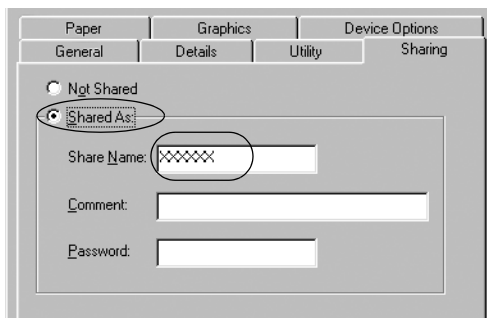 Paper Graphics Device Options
General Details Utility Sharing
Not Shared
Shared As:
Share Name: XXXXXX
Comment:
Password: